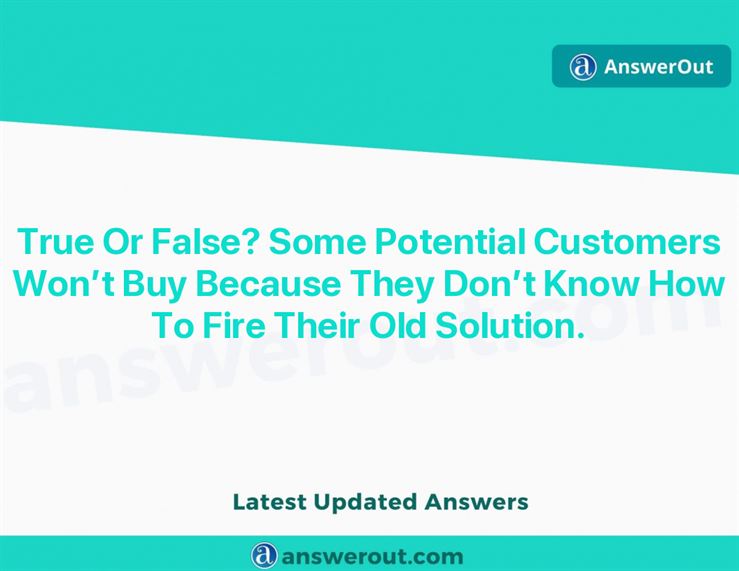 AnswerOut
True Or False? Some Potential Customers
Won’t Buy Because They Don’t Know How
To Fire Their Old Solution.
answerout.com
Latest Updated Answers
answerout.com